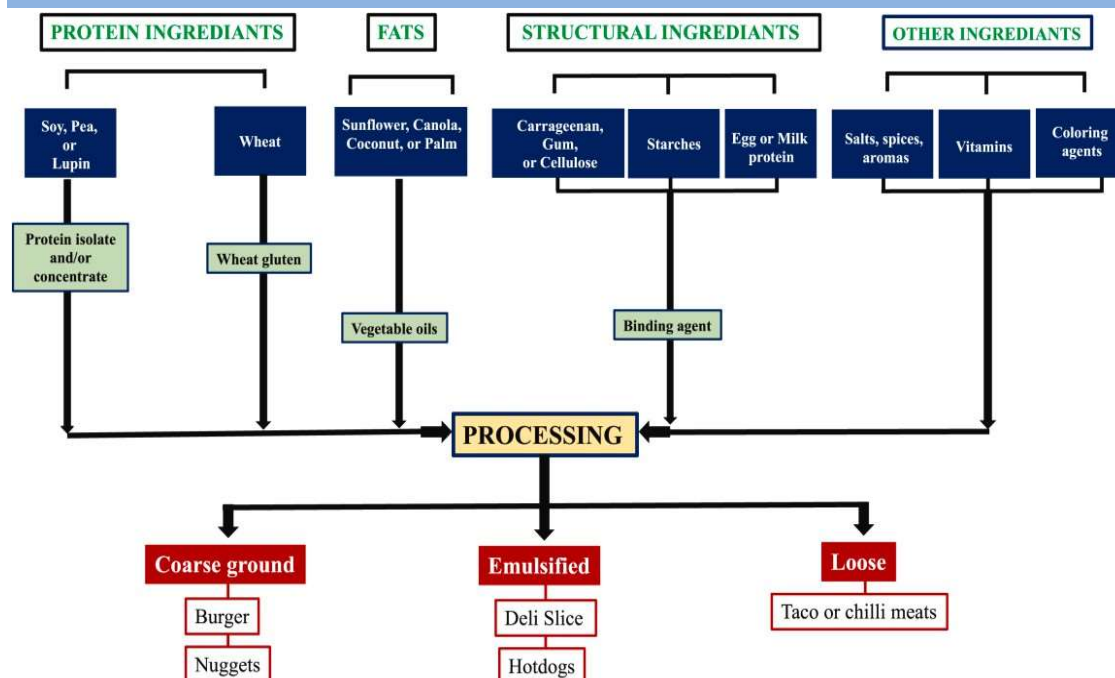 PROTEIN INGREDIANTS
FATS
STRUCTURAL INGREDIANTS
OTHER INGREDIANTS
Soy, Pea,
or
Lupin
Wheat
Sunflower, Canola,
Coconut, or Palm
Carrageenan,
Gum,
or Cellulose
Starches
Egg or Milk
protein
Salts, spices,
aromas
Vitamins
Coloring
agents
Protein isolate
and/or
concentrate
Wheat gluten
Vegetable oils
Binding agent
PROCESSING
Coarse ground
Emulsified
Loose
Burger
Deli Slice
Taco or chilli meats
Nuggets
Hotdogs